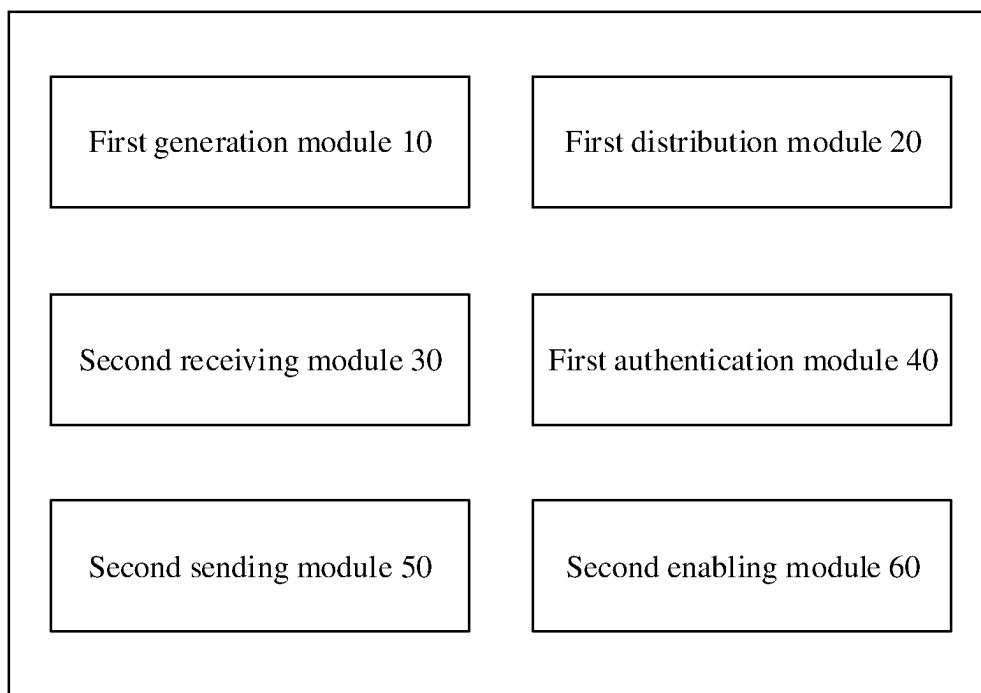 First generation module 10
First distribution module 20
Second receiving module 30
First authentication module 40
Second sending module 50
Second enabling module 60